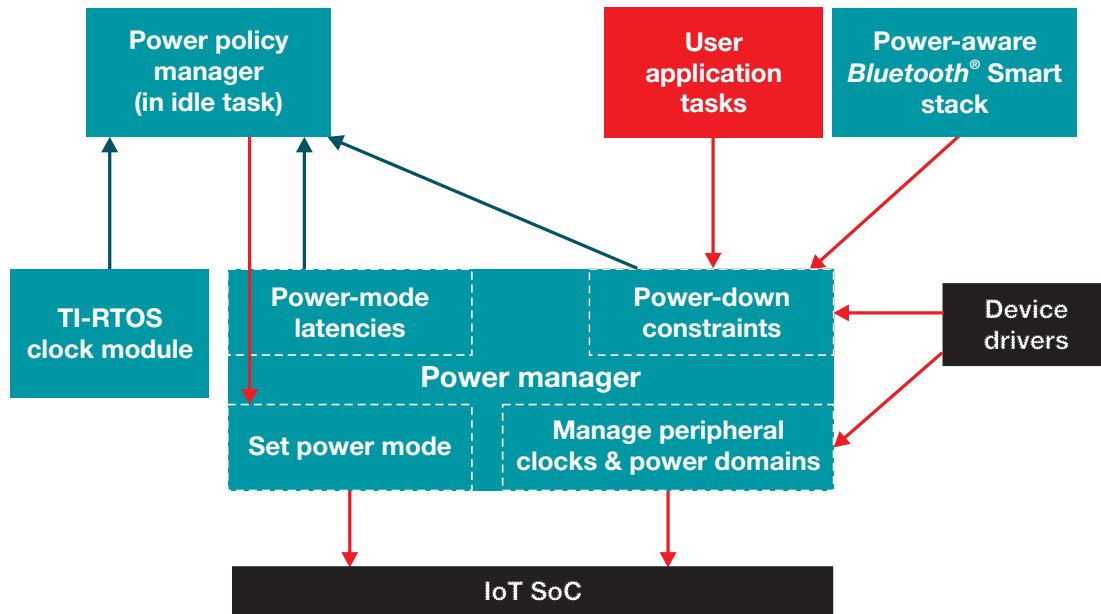 Power policy
manager
(in idle task)
User
application
tasks
Power-aware
Bluetooth® Smart
stack
TI-RTOS
clock module
Power-mode
latencies
Power-down
constraints
Device
drivers
Power manager
Set power mode
Manage peripheral
clocks & power domains
IoT SoC